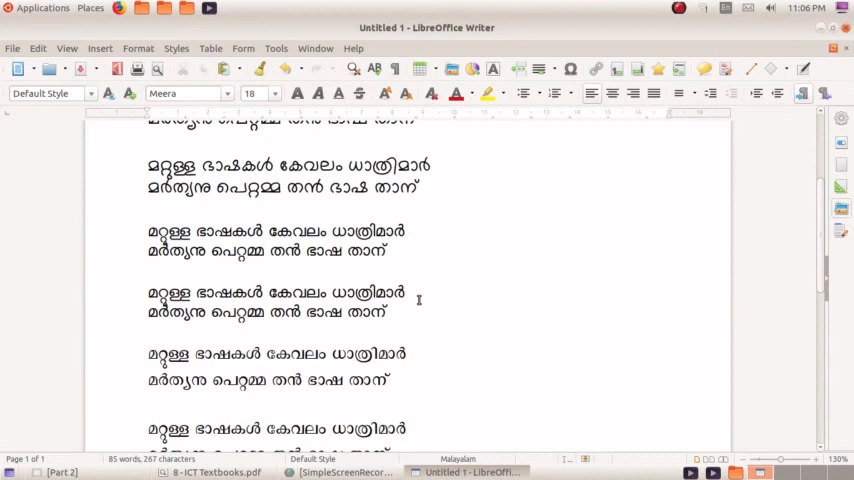 Applications Places En 11:06 PM
Untitled 1 - LibreOffice Writer
File Edit View Insert Format Styles Table Form Tools Window Help
Default Style Meera 18
മറ്റുള്ള ഭാഷകൾ കേവലം ധാത്രിമാർ
മർത്യനു പെറ്റമ്മ തൻ ഭാഷ താന്
മറ്റുള്ള ഭാഷകൾ കേവലം ധാത്രിമാർ
മർത്യനു പെറ്റമ്മ തൻ ഭാഷ താന്
മറ്റുള്ള ഭാഷകൾ കേവലം ധാത്രിമാർ
മർത്യനു പെറ്റമ്മ തൻ ഭാഷ താന്
മറ്റുള്ള ഭാഷകൾ കേവലം ധാത്രിമാർ
മർത്യനു പെറ്റമ്മ തൻ ഭാഷ താന്
മറ്റുള്ള ഭാഷകൾ കേവലം ധാത്രിമാർ
Page 1 of 1 85 words, 267 characters Default Style Malayalam 130%
[Part 2] 8 - ICT Textbooks.pdf [SimpleScreenRecor... Untitled 1 - LibreOffi...